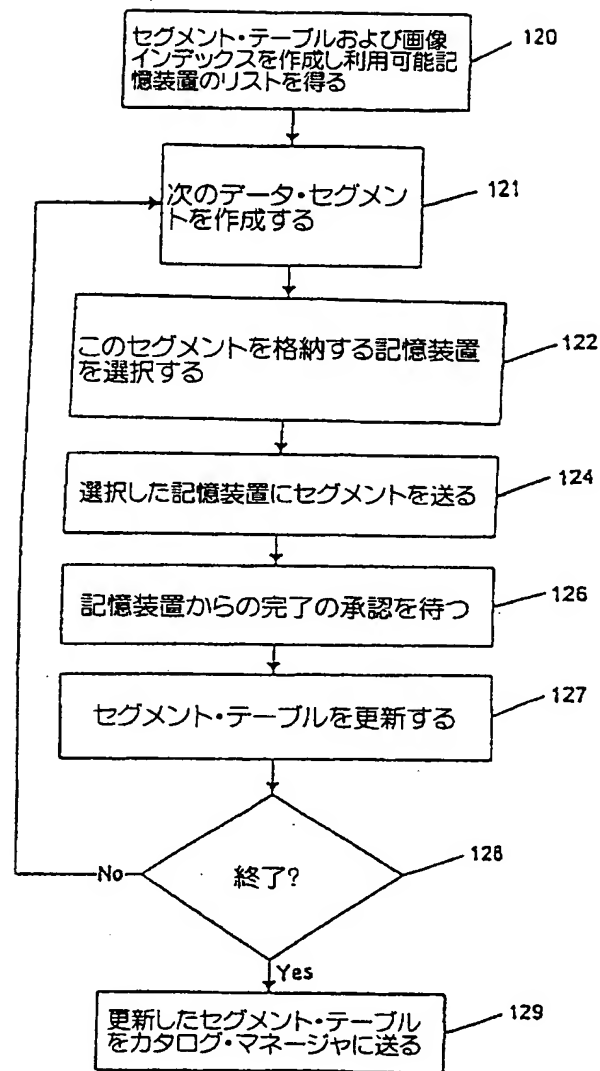 セグメント・テーブルおよび画像
インデックスを作成し利用可能記
憶装置のリストを得る
120
次のデータ・セグメン
トを作成する
121
このセグメントを格納する記憶装置
を選択する
122
選択した記憶装置にセグメントを送る
124
記憶装置からの完了の承認を待つ
126
セグメント・テーブルを更新する
127
終了?
128
No
Yes
更新したセグメント・テーブル
をカタログ・マネージャに送る
129